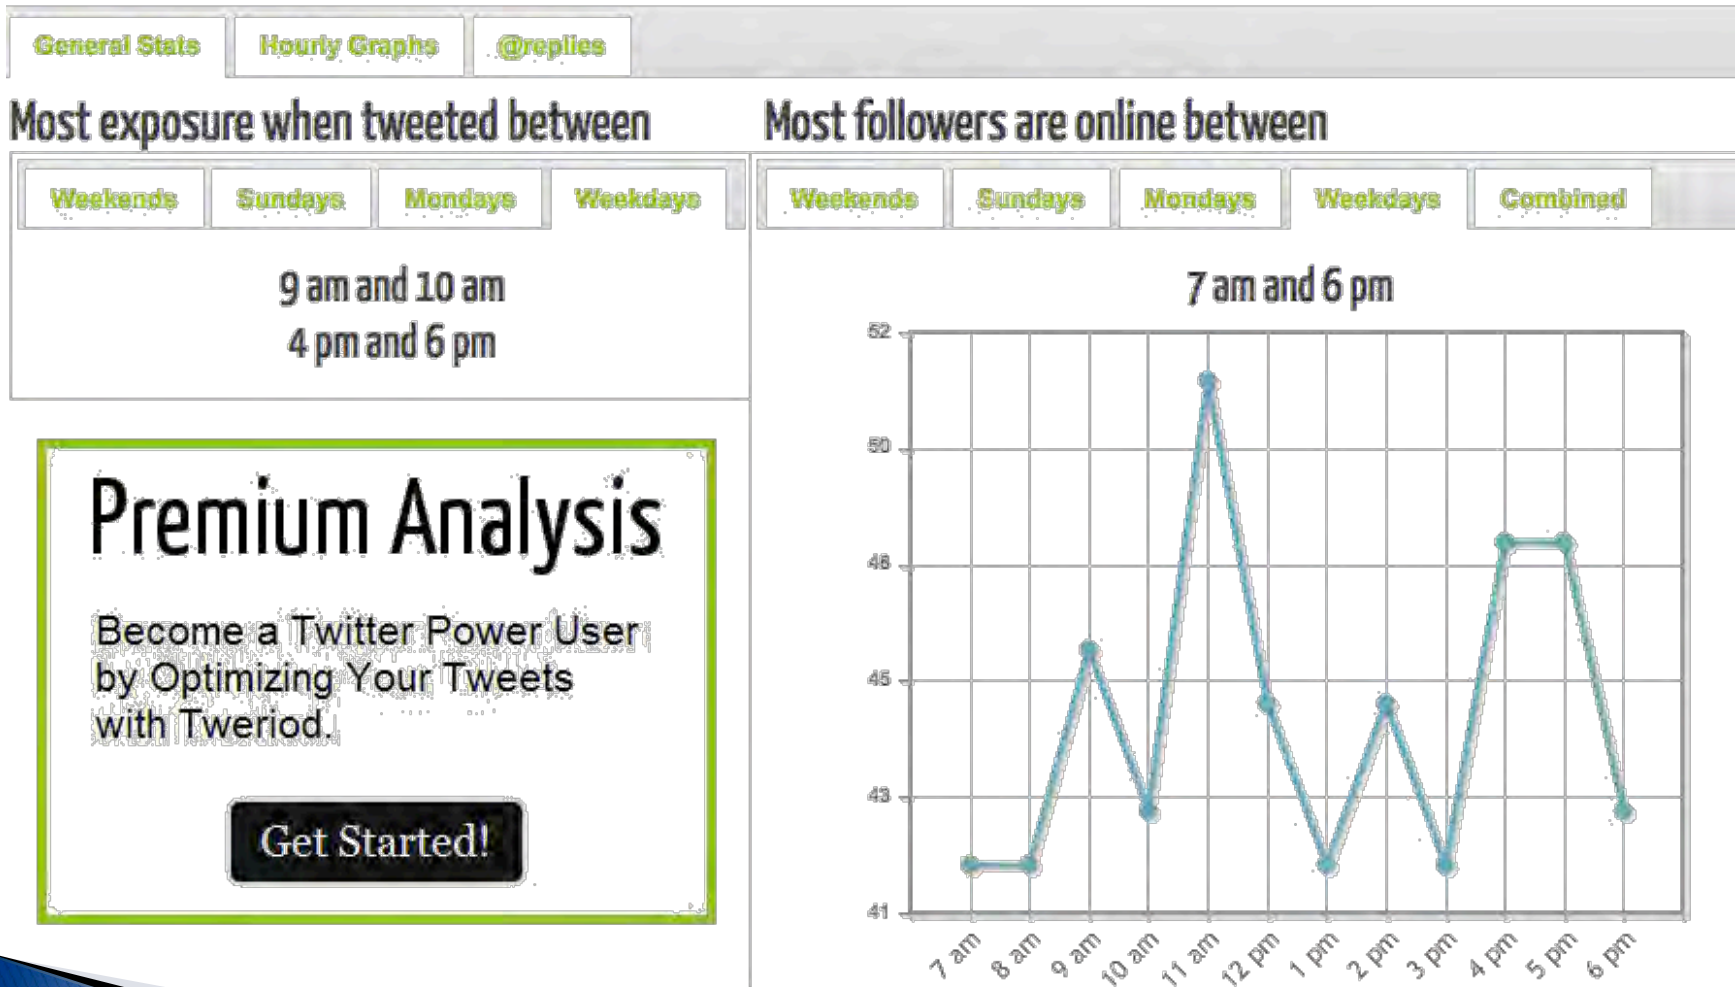 General Stats
Hourly Graphs
@replies
Most exposure when tweeted between
Weekends
Sundays
Mondays
Weekdays
9 am and 10 am
4 pm and 6 pm
Premium Analysis
Become a Twitter Power User
by Optimizing Your Tweets
with Tweriod.
Get Started!
Most followers are online between
Weekends
Sundays
Mondays
Weekdays
Combined
7 am and 6 pm
52
50
45
43
41
7 am
8 am
9 am
10 am
11 am
12 pm
1 pm
2 pm
3 pm
4 pm
5 pm
6 pm